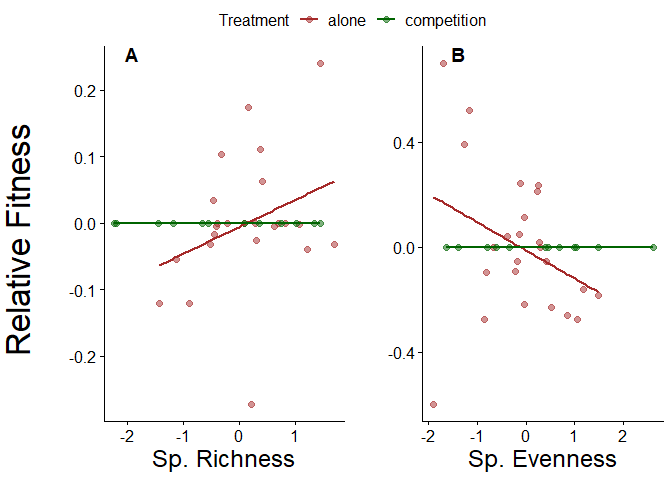 Treatment alone competition
A
B
Relative Fitness
0.2
0.1
0.0
-0.1
-0.2
0.4
0.0
-0.4
-2 -1 0 1
-2 -1 0 1 2
Sp. Richness
Sp. Evenness